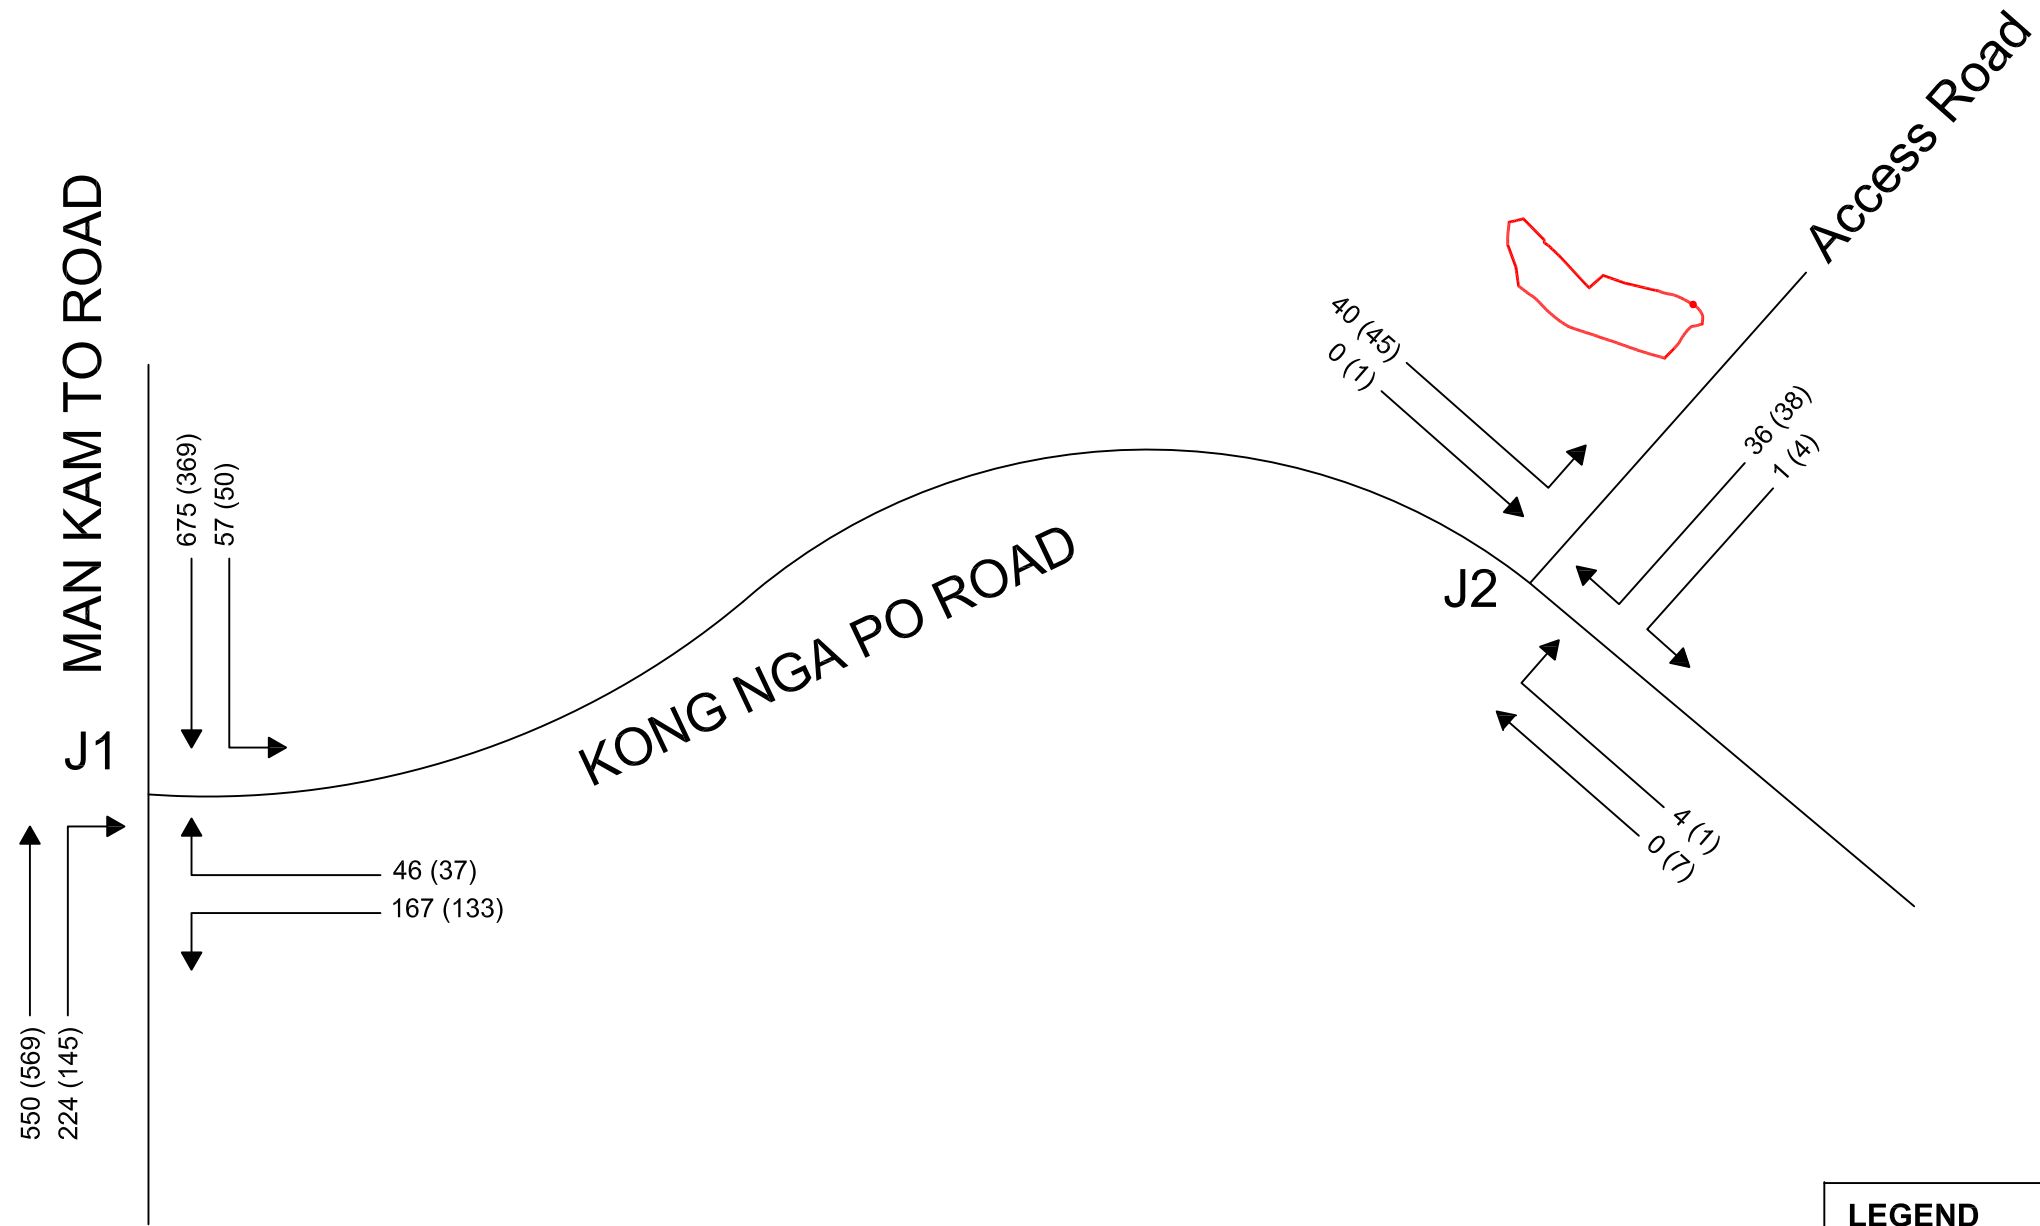 MAN KAM TO ROAD
Access Road
40 (45)
0 (1)
36 (38)
1 (4)
675 (369)
57 (50)
KONG NGA PO ROAD
J2
J1
4 (1)
0 (7)
46 (37)
167 (133)
550 (569)
224 (145)
LEGEND